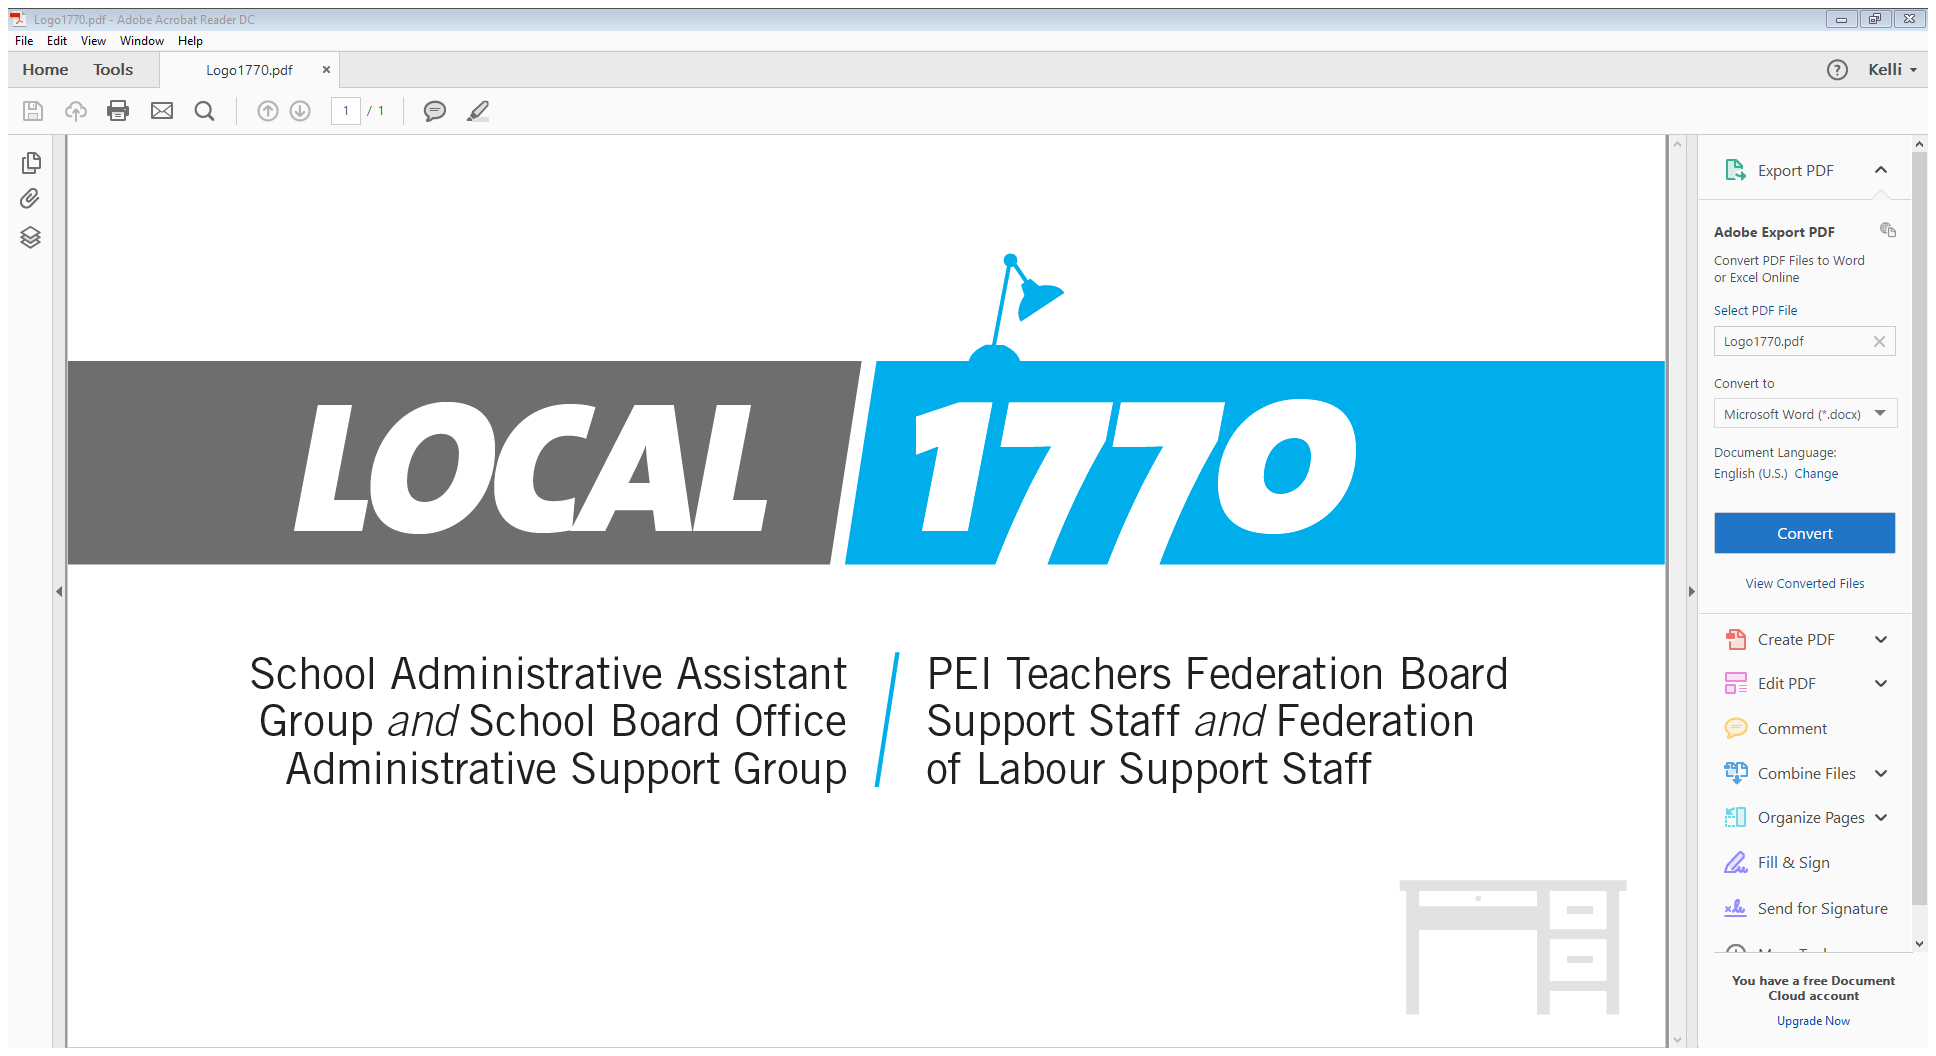 Logo1770.pdf - Adobe Acrobat Reader DC
File Edit View Window Help
Home Tools Logo1770.pdf × ? Kelli
1 / 1
LOCAL 1770
School Administrative Assistant
Group and School Board Office
Administrative Support Group
PEI Teachers Federation Board
Support Staff and Federation
of Labour Support Staff
Export PDF
Adobe Export PDF
Convert PDF Files to Word
or Excel Online
Select PDF File
Logo1770.pdf
Convert to
Microsoft Word (*.docx)
Document Language:
English (U.S.) Change
Convert
View Converted Files
Create PDF
Edit PDF
Comment
Combine Files
Organize Pages
Fill & Sign
Send for Signature
You have a free Document
Cloud account
Upgrade Now